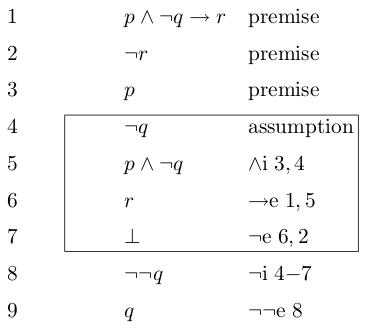 1 p ∧ ¬q → r premise
2 ¬r premise
3 p premise
4 ¬q assumption
5 p ∧ ¬q ∧i 3, 4
6 r →e 1, 5
7 ⊥ ¬e 6, 2
8 ¬¬q ¬i 4−7
9 q ¬¬e 8